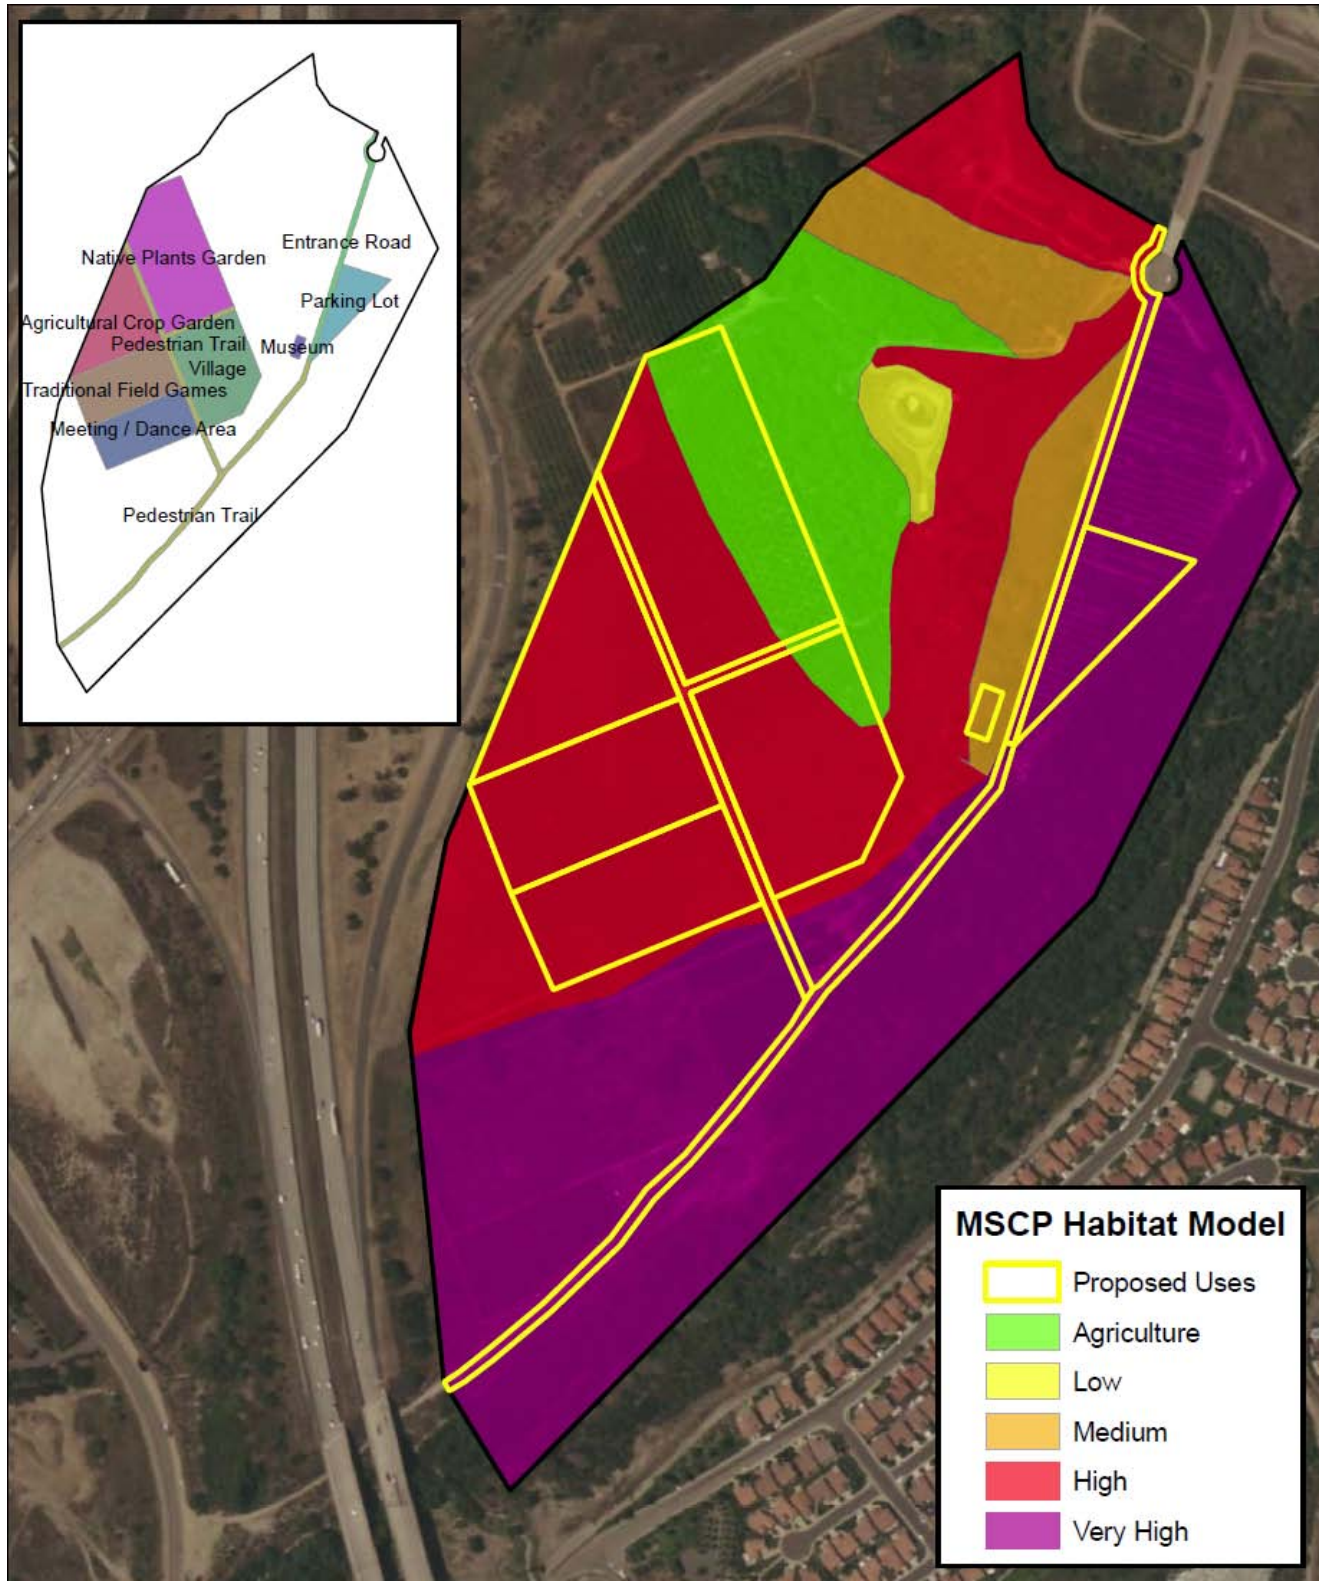 Entrance Road
Native Plants Garden
Parking Lot
Agricultural Crop Garden
Pedestrian Trail
Museum
Village
Traditional Field Games
Meeting / Dance Area
Pedestrian Trail
MSCP Habitat Model
Proposed Uses
Agriculture
Low
Medium
High
Very High